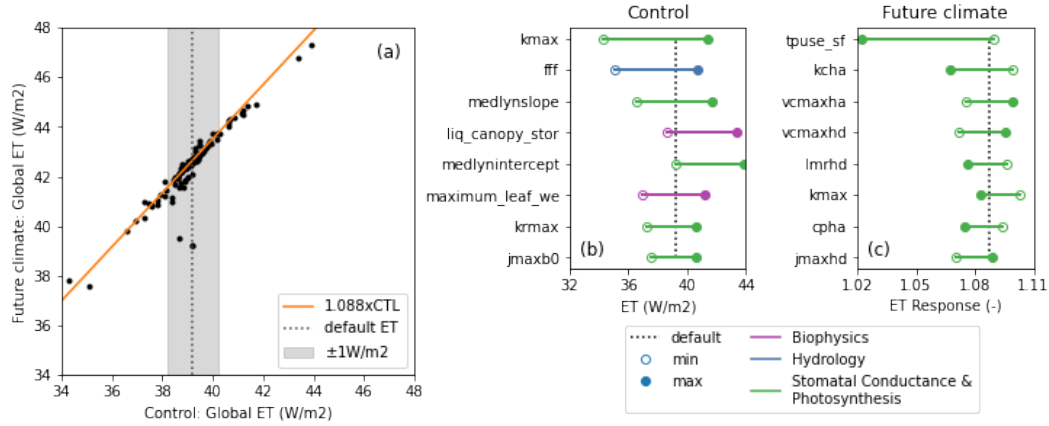 48
46
44
42
40
38
36
34
Future climate: Global ET (W/m2)
(a)
1.088xCTL
default ET
±1W/m2
34
36
38
40
42
44
46
48
Control: Global ET (W/m2)
Control
kmax
fff
medlynslope
liq_canopy_stor
medlynintercept
maximum_leaf_we
krmax
jmaxb0
(b)
32
36
40
44
ET (W/m2)
Future climate
tpuse_sf
kcha
vcmaxha
vcmaxhd
lmrhd
kmax
cpha
jmaxhd
(c)
1.02
1.05
1.08
1.11
ET Response (-)
default
min
max
Biophysics
Hydrology
Stomatal Conductance &
Photosynthesis